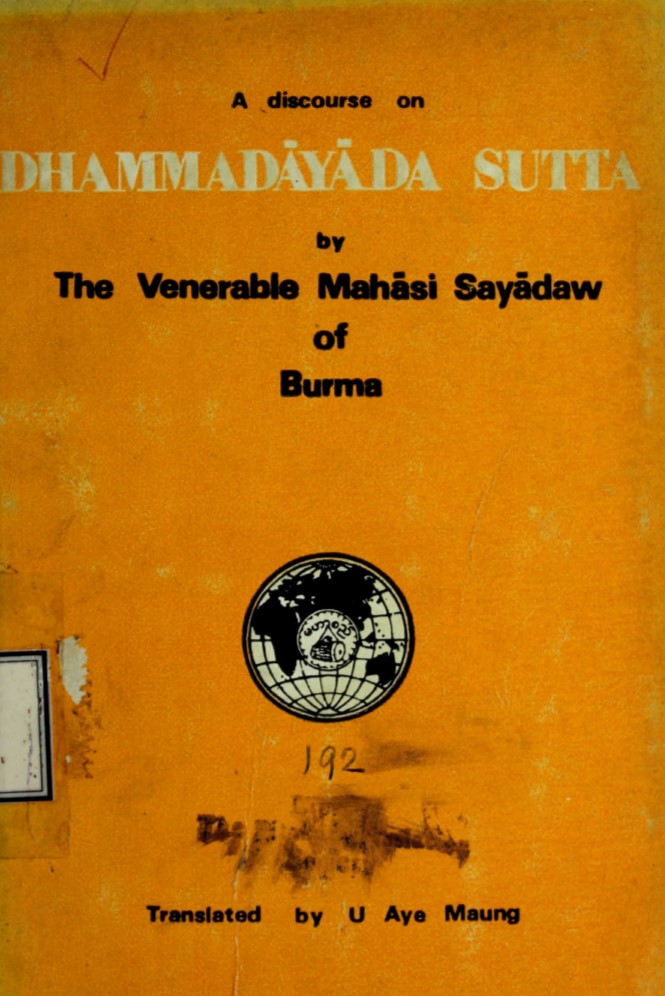 A discourse on
DHAMMADĀYĀDA SUTTA
by
The Venerable Mahāsi Sayādaw
of
Burma
192
Translated by U Aye Maung